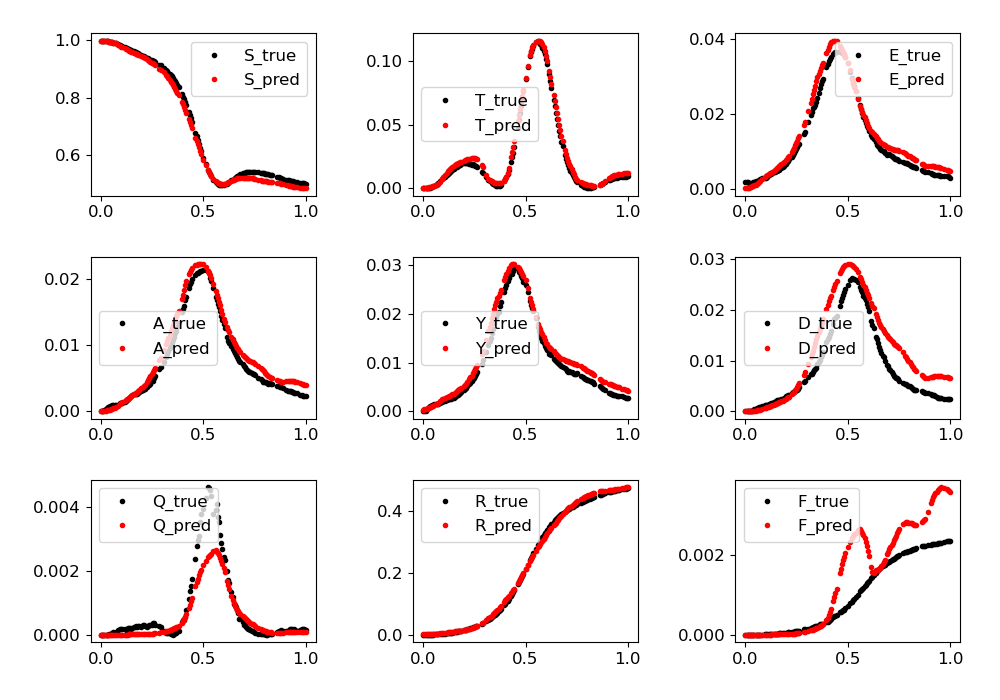 1.0
0.8
0.6
0.0 0.5 1.0
S_true
S_pred
0.10
0.05
0.00
0.0 0.5 1.0
T_true
T_pred
0.04
0.02
0.00
0.0 0.5 1.0
E_true
E_pred
0.02
0.01
0.00
0.0 0.5 1.0
A_true
A_pred
0.03
0.02
0.01
0.00
0.0 0.5 1.0
Y_true
Y_pred
0.03
0.02
0.01
0.00
0.0 0.5 1.0
D_true
D_pred
0.004
0.002
0.000
0.0 0.5 1.0
Q_true
Q_pred
0.4
0.2
0.0
0.0 0.5 1.0
R_true
R_pred
0.002
0.000
0.0 0.5 1.0
F_true
F_pred